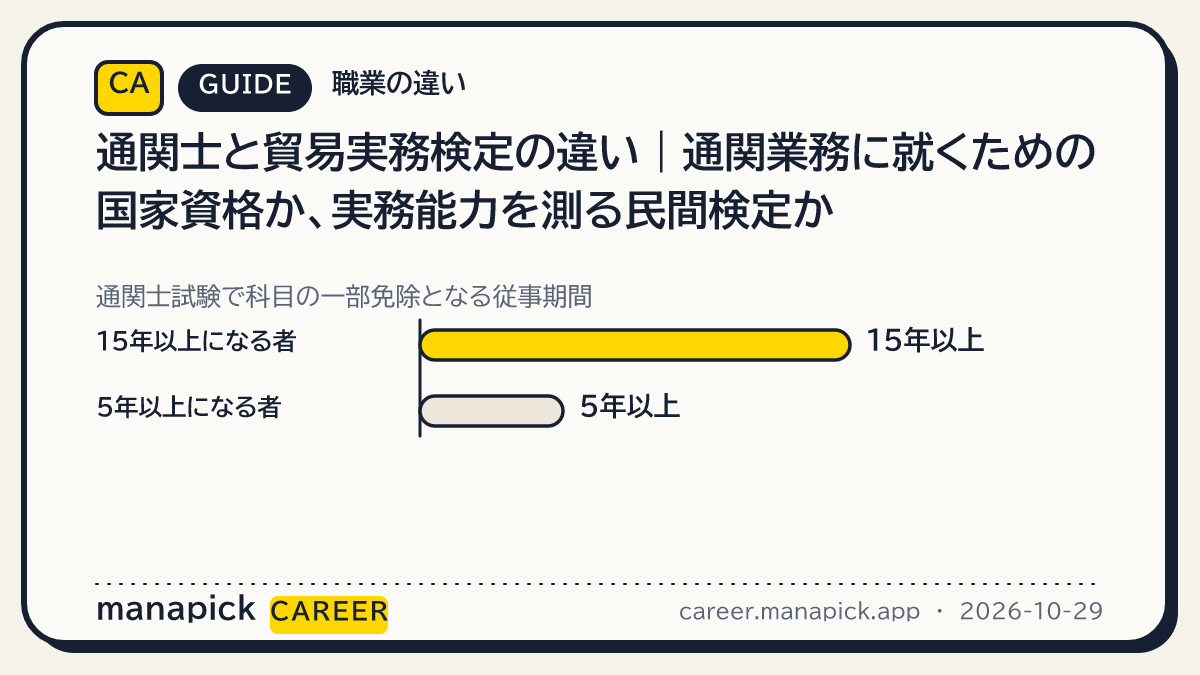 CA GUIDE 職業の違い
通関士と貿易実務検定の違い｜通関業務に就くための
国家資格か、実務能力を測る民間検定か
通関士試験で科目の一部免除となる従事期間
15年以上になる者 15年以上
5年以上になる者 5年以上
manapick CAREER career.manapick.app ・ 2026-10-29